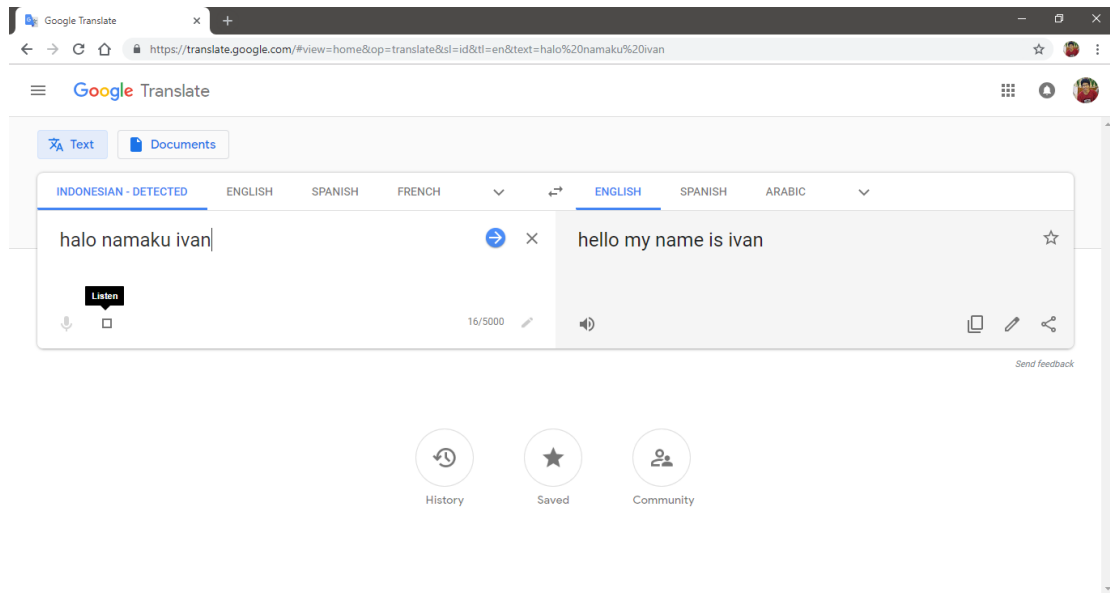 Google Translate
https://translate.google.com/#view=home&op=translate&sl=id&tl=en&text=halo%20namaku%20ivan
Google Translate
Text Documents
INDONESIAN - DETECTED ENGLISH SPANISH FRENCH ENGLISH SPANISH ARABIC
halo namaku ivan hello my name is ivan
Listen
16/5000
Send feedback
History Saved Community